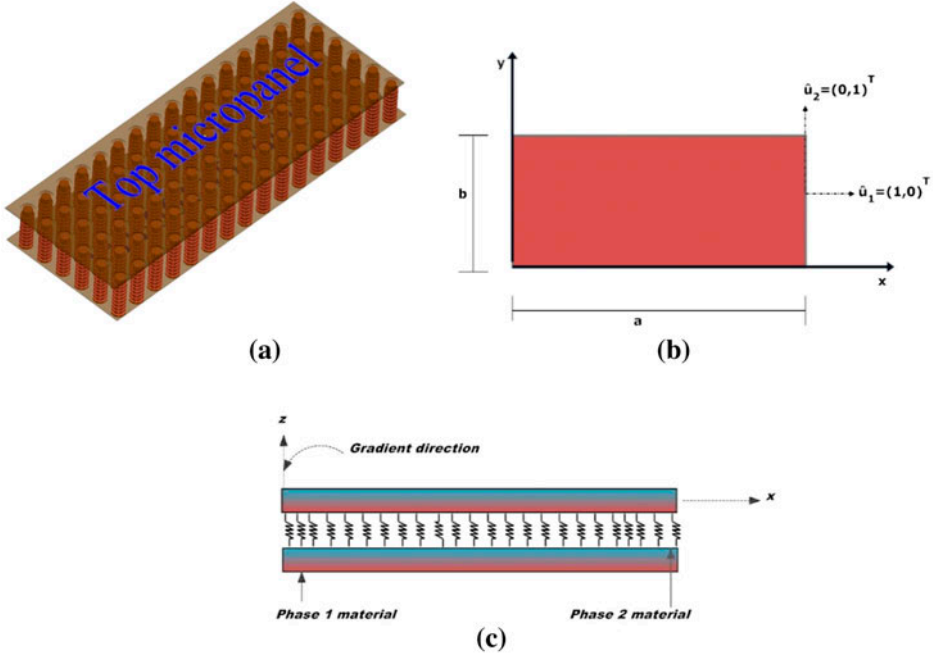 Top micropanel
(a)
y
û₂=(0,1)ᵀ
b
û₁=(1,0)ᵀ
x
a
(b)
z
Gradient direction
x
Phase 1 material
Phase 2 material
(c)